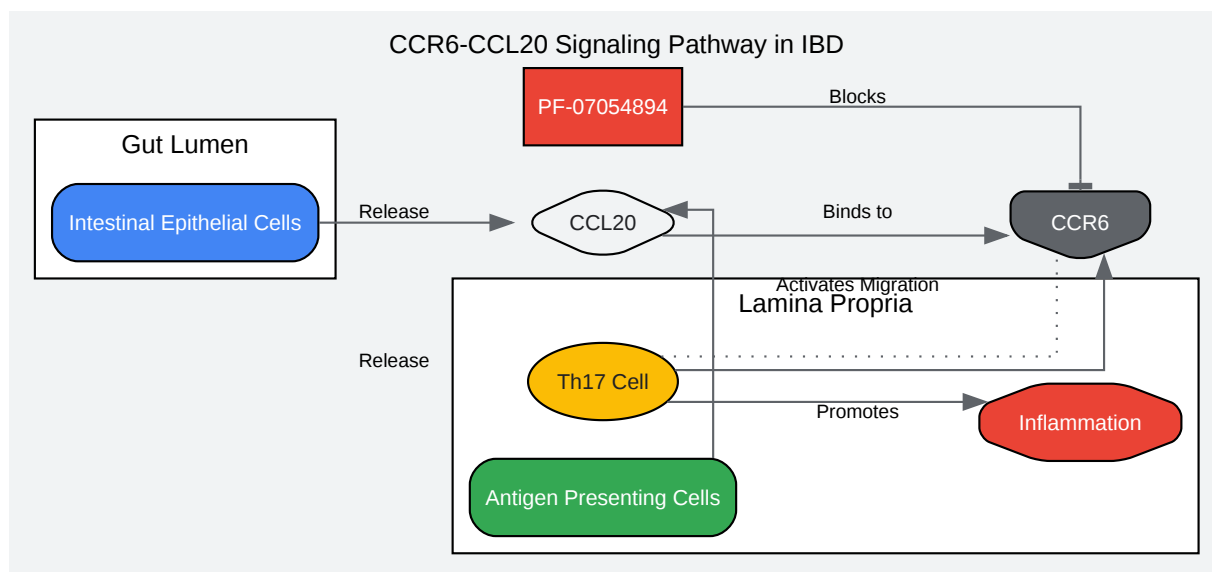 CCR6-CCL20 Signaling Pathway in IBD
PF-07054894
Blocks
Gut Lumen
Intestinal Epithelial Cells
Release
CCL20
Binds to
CCR6
Activates Migration
Lamina Propria
Release
Th17 Cell
Promotes
Inflammation
Antigen Presenting Cells